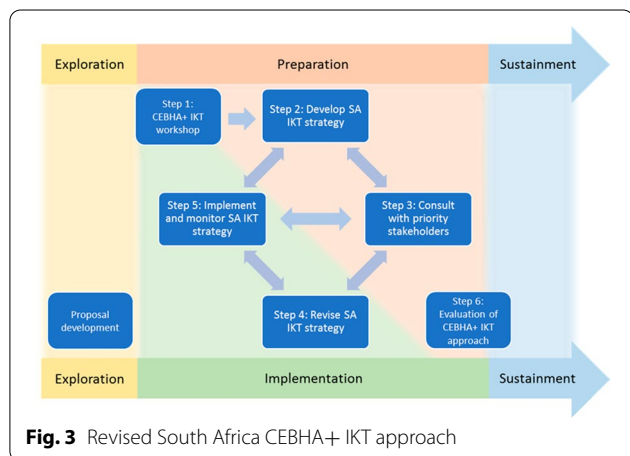 Exploration
Preparation
Sustainment
Step 1:
CEBHA+ IKT
workshop
Step 2: Develop SA
IKT strategy
Step 5: Implement
and monitor SA IKT
strategy
Step 3: Consult
with priority
stakeholders
Proposal
development
Step 4: Revise SA
IKT strategy
Step 6:
Evaluation of
CEBHA+ IKT
approach
Exploration
Implementation
Sustainment
Fig. 3 Revised South Africa CEBHA+ IKT approach